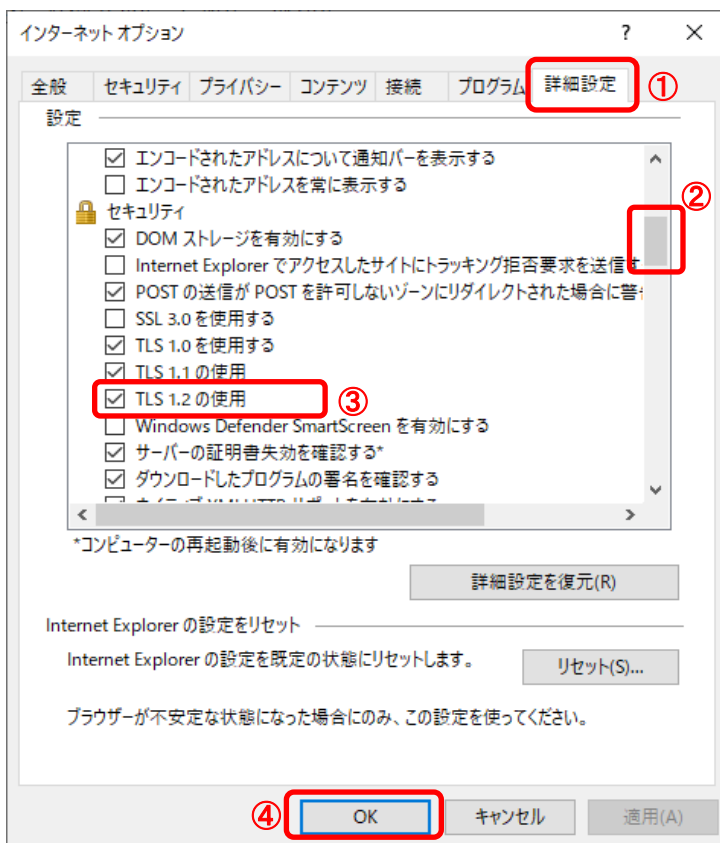 インターネット オプション ? ×
全般 セキュリティ プライバシー コンテンツ 接続 プログラム 詳細設定 ①
設定
エンコードされたアドレスについて通知バーを表示する
エンコードされたアドレスを常に表示する
②
セキュリティ
DOM ストレージを有効にする
Internet Explorer でアクセスしたサイトにトラッキング拒否要求を送信す
POST の送信が POST を許可しないゾーンにリダイレクトされた場合に警
SSL 3.0 を使用する
TLS 1.0 を使用する
TLS 1.1 の使用
TLS 1.2 の使用 ③
Windows Defender SmartScreen を有効にする
サーバーの証明書失効を確認する*
ダウンロードしたプログラムの署名を確認する
*コンピューターの再起動後に有効になります
詳細設定を復元(R)
Internet Explorer の設定をリセット
Internet Explorer の設定を既定の状態にリセットします。
リセット(S)...
ブラウザーが不安定な状態になった場合にのみ、この設定を使ってください。
④ OK キャンセル 適用(A)